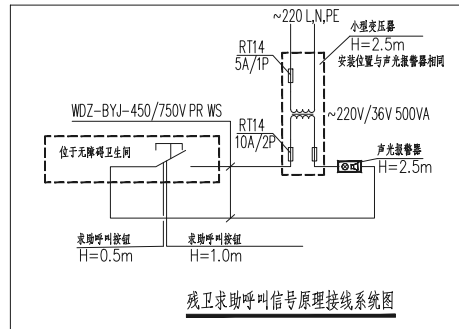 ~220 L,N,PE
小型变压器
H=2.5m
安装位置与声光报警器相同
RT14
5A/1P
WDZ-BYJ-450/750V PR WS
RT14
10A/2P
~220V/36V 500VA
位于无障碍卫生间
声光报警器
H=2.5m
求助呼叫按钮
H=0.5m
求助呼叫按钮
H=1.0m
残卫求助呼叫信号原理接线系统图